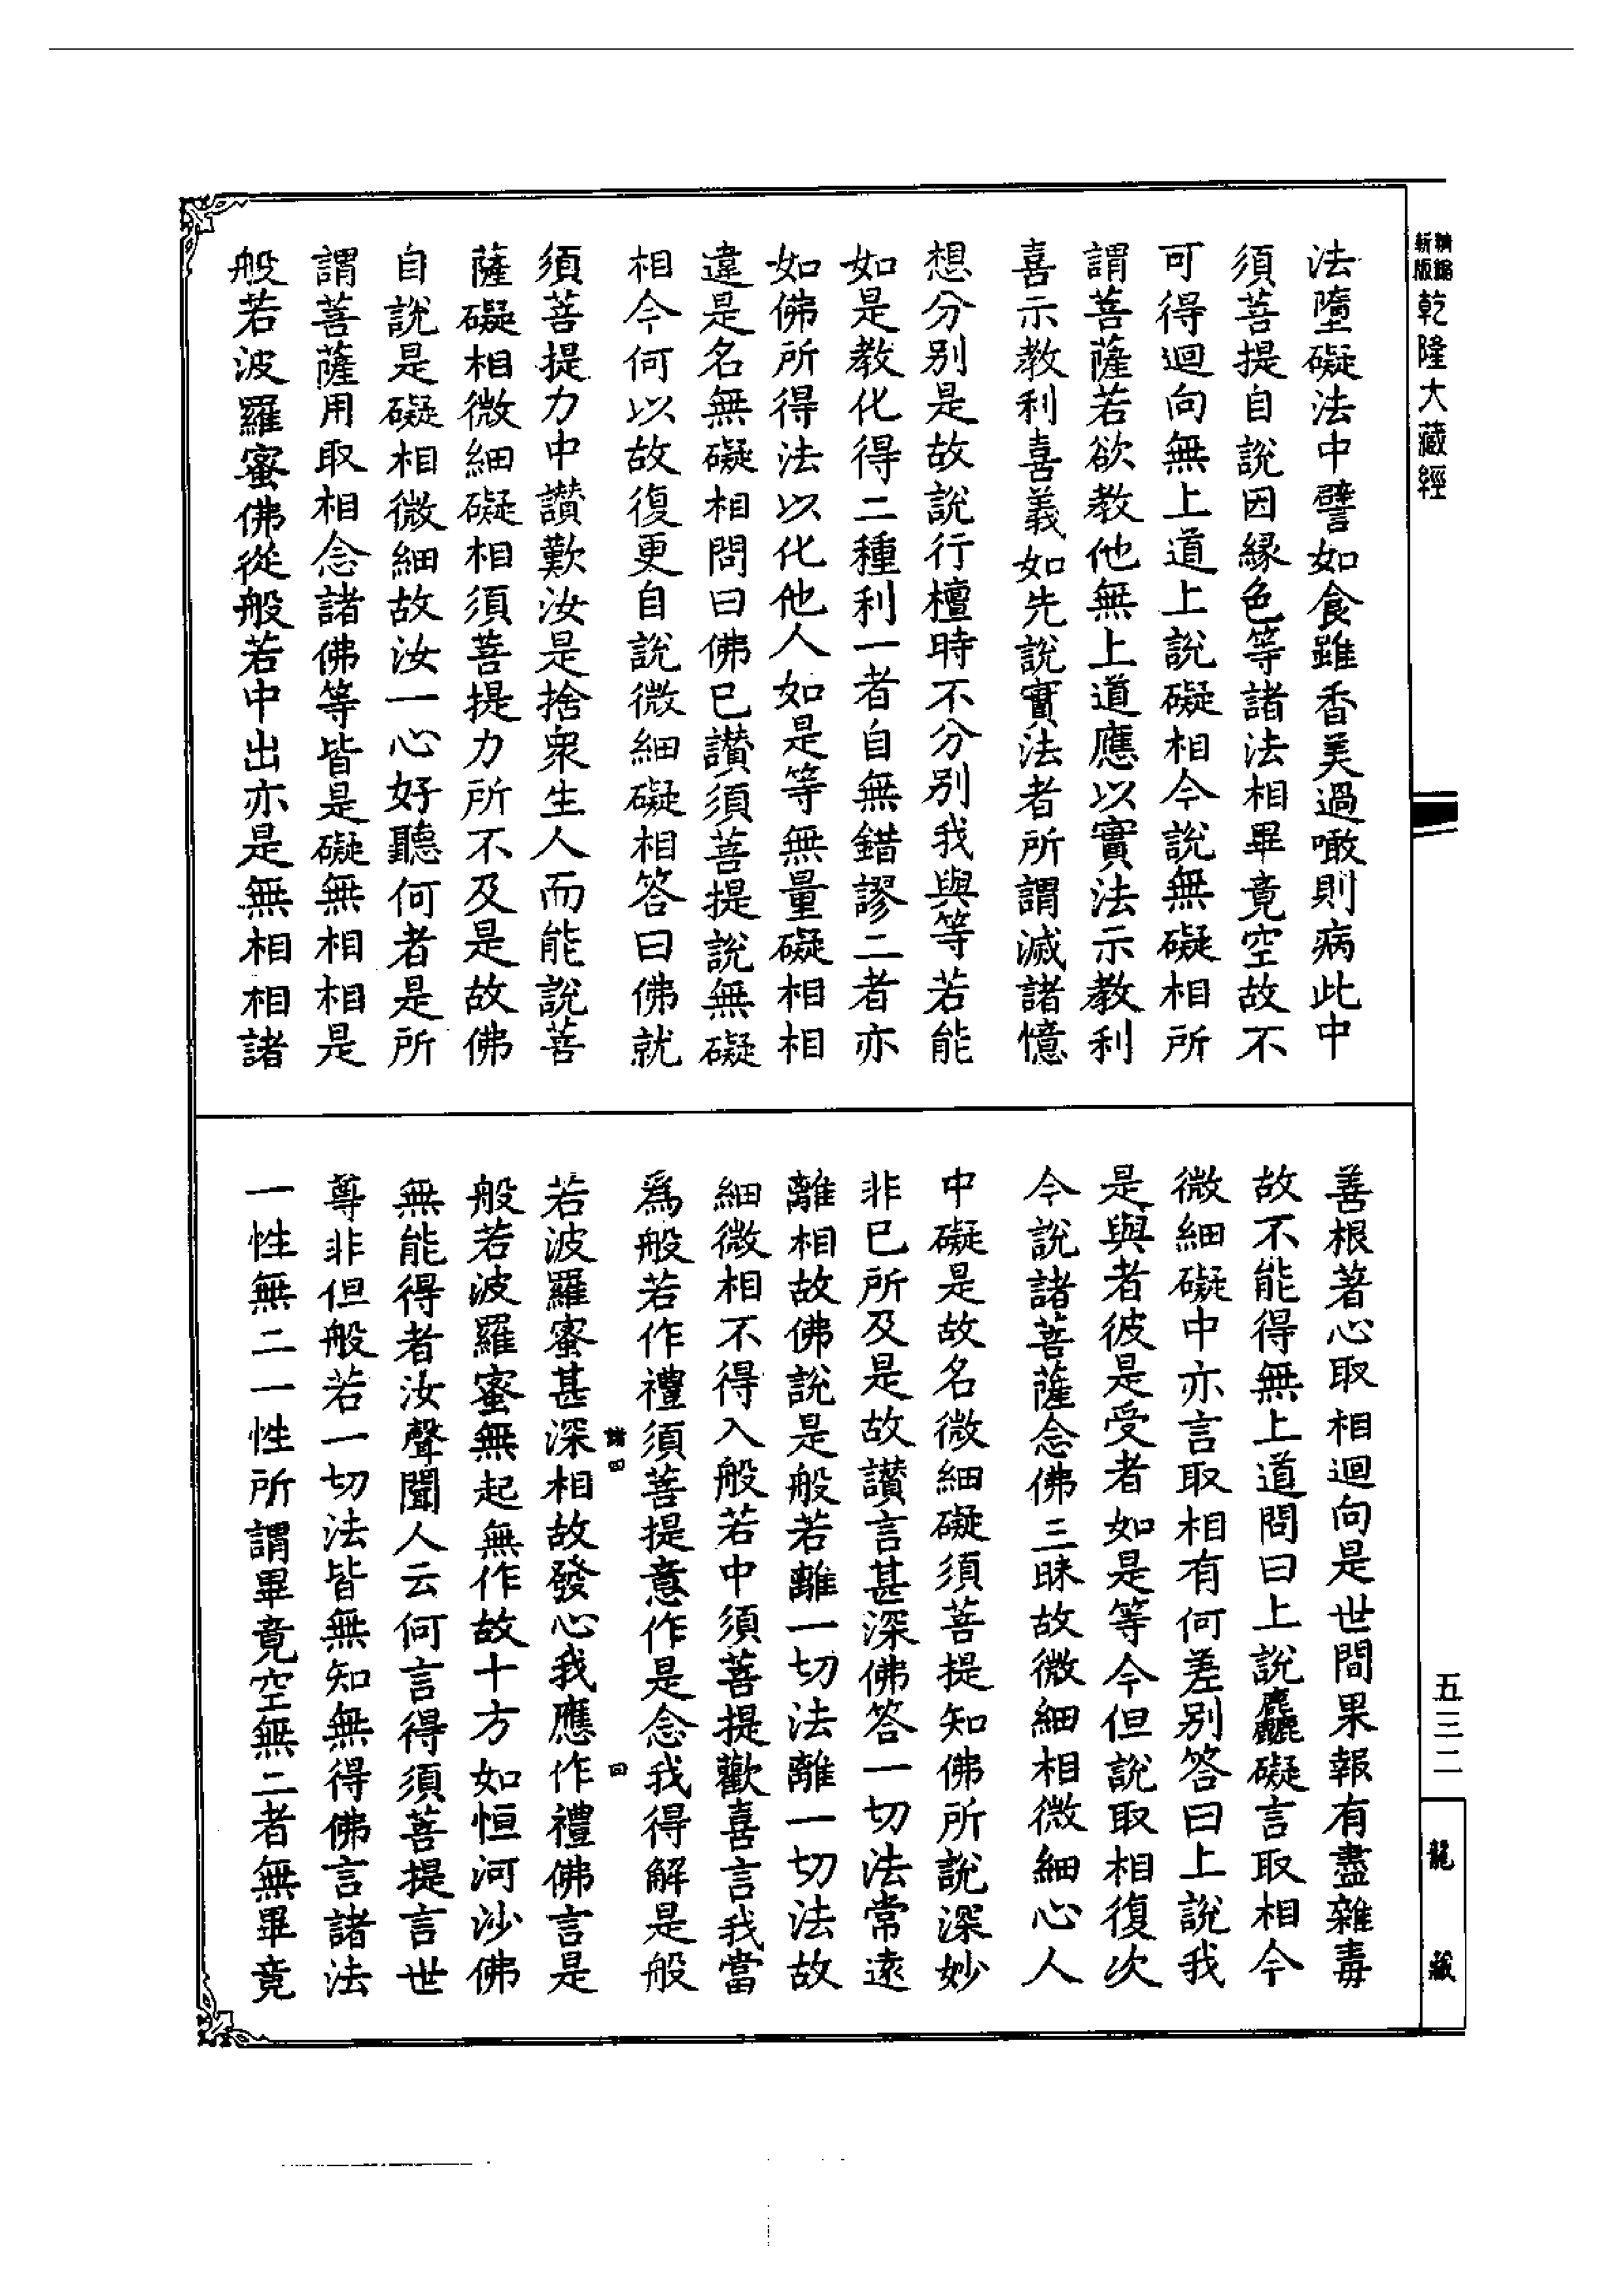 新版
精縮
乾隆大藏經
法墮礙法中譬如食雖香美過噉則病此中
須菩提自說因緣色等諸法相畢竟空故不
可得迴向無上道上說礙相今說無礙相所
謂菩薩若欲教他無上道應以實法示教利
喜示教利喜義如先說實法者所謂滅諸憶
想分別是故說行檀時不分別我與等若能
如是教化得二種利一者自無錯謬二者亦
如佛所得法以化他人如是等無量礙相相
違是名無礙相問曰佛已讚須菩提說無礙
相今何以故復更自說微細礙相答曰佛就
須菩提力中讚歎汝是捨衆生人而能說菩
薩礙相微細礙相須菩提力所不及是故佛
自說是礙相微細故汝一心好聽何者是所
謂菩薩用取相念諸佛等皆是礙無相相是
般若波羅蜜佛從般若中出亦是無相相諸
善根著心取相迴向是世間果報有盡雜毒
故不能得無上道問曰上說麤礙言取相今
微細礙中亦言取相有何差別答曰上說我
是與者彼是受者如是等今但說取相復次
今說諸菩薩念佛三昧故微細相微細心人
中礙是故名微細礙須菩提知佛所說深妙
非已所及是故讚言甚深佛答一切法常遠
離相故佛說是般若離一切法離一切法故
細微相不得入般若中須菩提歡喜言我當
爲般若作禮須菩提意作是念我得解是般
若波羅蜜甚深相故發心我應作禮佛言是
般若波羅蜜無起無作故十方如恒河沙佛
無能得者汝聲聞人云何言得須菩提言世
尊非但般若一切法皆無知無得佛言諸法
一性無二一性所謂畢竟空無二者無畢竟
五三二
龍藏